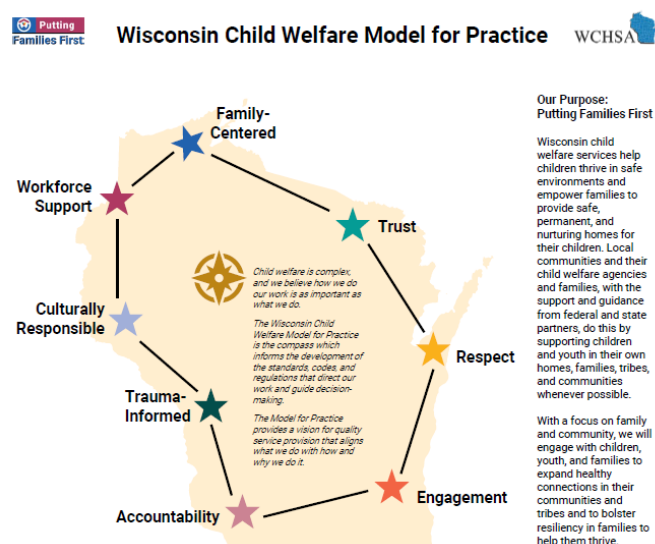 Putting
Families First
Wisconsin Child Welfare Model for Practice
WCHSA
Family-
Centered
Workforce
Support
Trust
Culturally
Responsible
Respect
Trauma-
Informed
Engagement
Accountability
Child welfare is complex,
and we believe how we do
our work is as important as
what we do.
The Wisconsin Child
Welfare Model for Practice
is the compass which
informs the development of
the standards, codes, and
regulations that direct our
work and guide decision-
making.
The Model for Practice
provides a vision for quality
service provision that aligns
what we do with how and
why we do it.
Our Purpose:
Putting Families First
Wisconsin child
welfare services help
children thrive in safe
environments and
empower families to
provide safe,
permanent, and
nurturing homes for
their children. Local
communities and their
child welfare agencies
and families, with the
support and guidance
from federal and state
partners, do this by
supporting children
and youth in their own
homes, families, tribes,
and communities
whenever possible.
With a focus on family
and community, we will
engage with children,
youth, and families to
expand healthy
connections in their
communities and
tribes and to bolster
resiliency in families to
help them thrive.